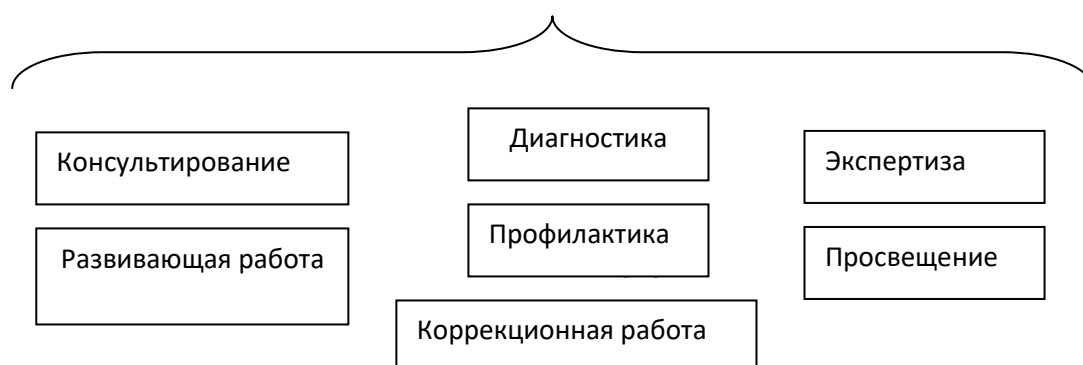 Диагностика
Консультирование
Экспертиза
Профилактика
Развивающая работа
Просвещение
Коррекционная работа